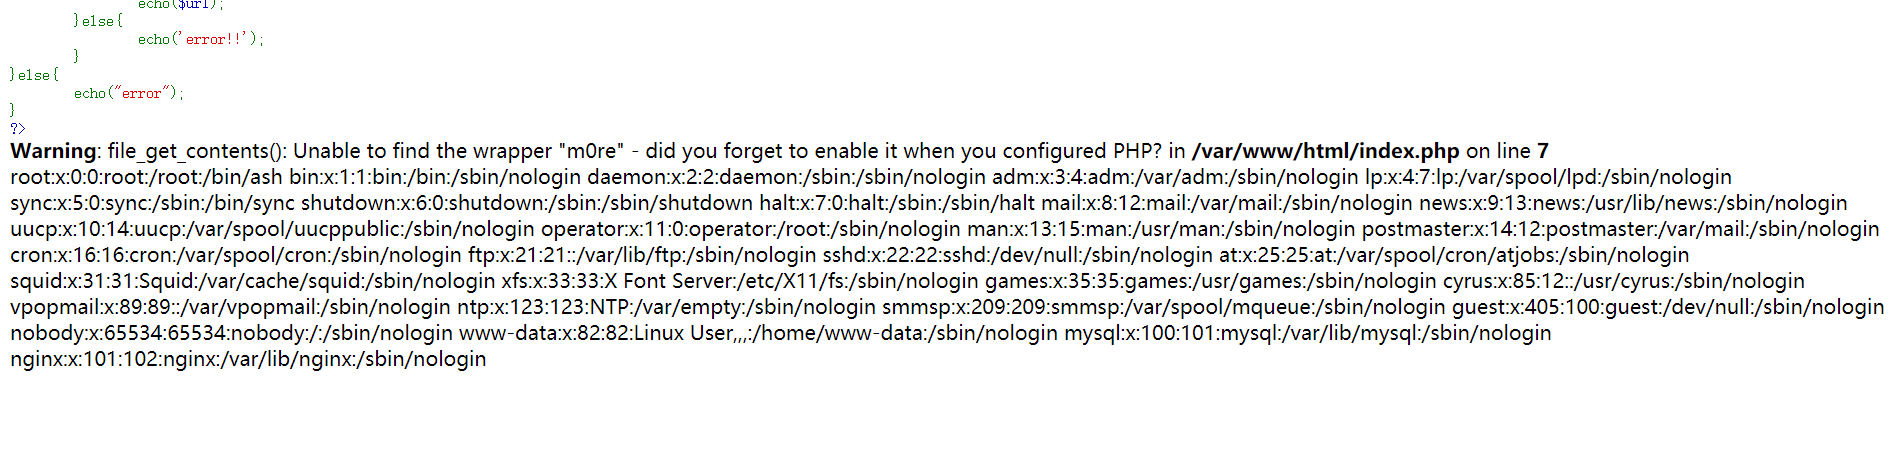 echo($url);
}else{
echo('error!!');
}
}else{
echo("error");
}
?>
Warning: file_get_contents(): Unable to find the wrapper "m0re" - did you forget to enable it when you configured PHP? in /var/www/html/index.php on line 7
root:x:0:0:root:/root:/bin/ash bin:x:1:1:bin:/bin:/sbin/nologin daemon:x:2:2:daemon:/sbin:/sbin/nologin adm:x:3:4:adm:/var/adm:/sbin/nologin lp:x:4:7:lp:/var/spool/lpd:/sbin/nologin
sync:x:5:0:sync:/sbin:/bin/sync shutdown:x:6:0:shutdown:/sbin:/sbin/shutdown halt:x:7:0:halt:/sbin:/sbin/halt mail:x:8:12:mail:/var/mail:/sbin/nologin news:x:9:13:news:/usr/lib/news:/sbin/nologin
uucp:x:10:14:uucp:/var/spool/uucppublic:/sbin/nologin operator:x:11:0:operator:/root:/sbin/nologin man:x:13:15:man:/usr/man:/sbin/nologin postmaster:x:14:12:postmaster:/var/mail:/sbin/nologin
cron:x:16:16:cron:/var/spool/cron:/sbin/nologin ftp:x:21:21::/var/lib/ftp:/sbin/nologin sshd:x:22:22:sshd:/dev/null:/sbin/nologin at:x:25:25:at:/var/spool/cron/atjobs:/sbin/nologin
squid:x:31:31:Squid:/var/cache/squid:/sbin/nologin xfs:x:33:33:X Font Server:/etc/X11/fs:/sbin/nologin games:x:35:35:games:/usr/games:/sbin/nologin cyrus:x:85:12::/usr/cyrus:/sbin/nologin
vpopmail:x:89:89::/var/vpopmail:/sbin/nologin ntp:x:123:123:NTP:/var/empty:/sbin/nologin smmsp:x:209:209:smmsp:/var/spool/mqueue:/sbin/nologin guest:x:405:100:guest:/dev/null:/sbin/nologin
nobody:x:65534:65534:nobody:/:/sbin/nologin www-data:x:82:82:Linux User,,,:/home/www-data:/sbin/nologin mysql:x:100:101:mysql:/var/lib/mysql:/sbin/nologin
nginx:x:101:102:nginx:/var/lib/nginx:/sbin/nologin